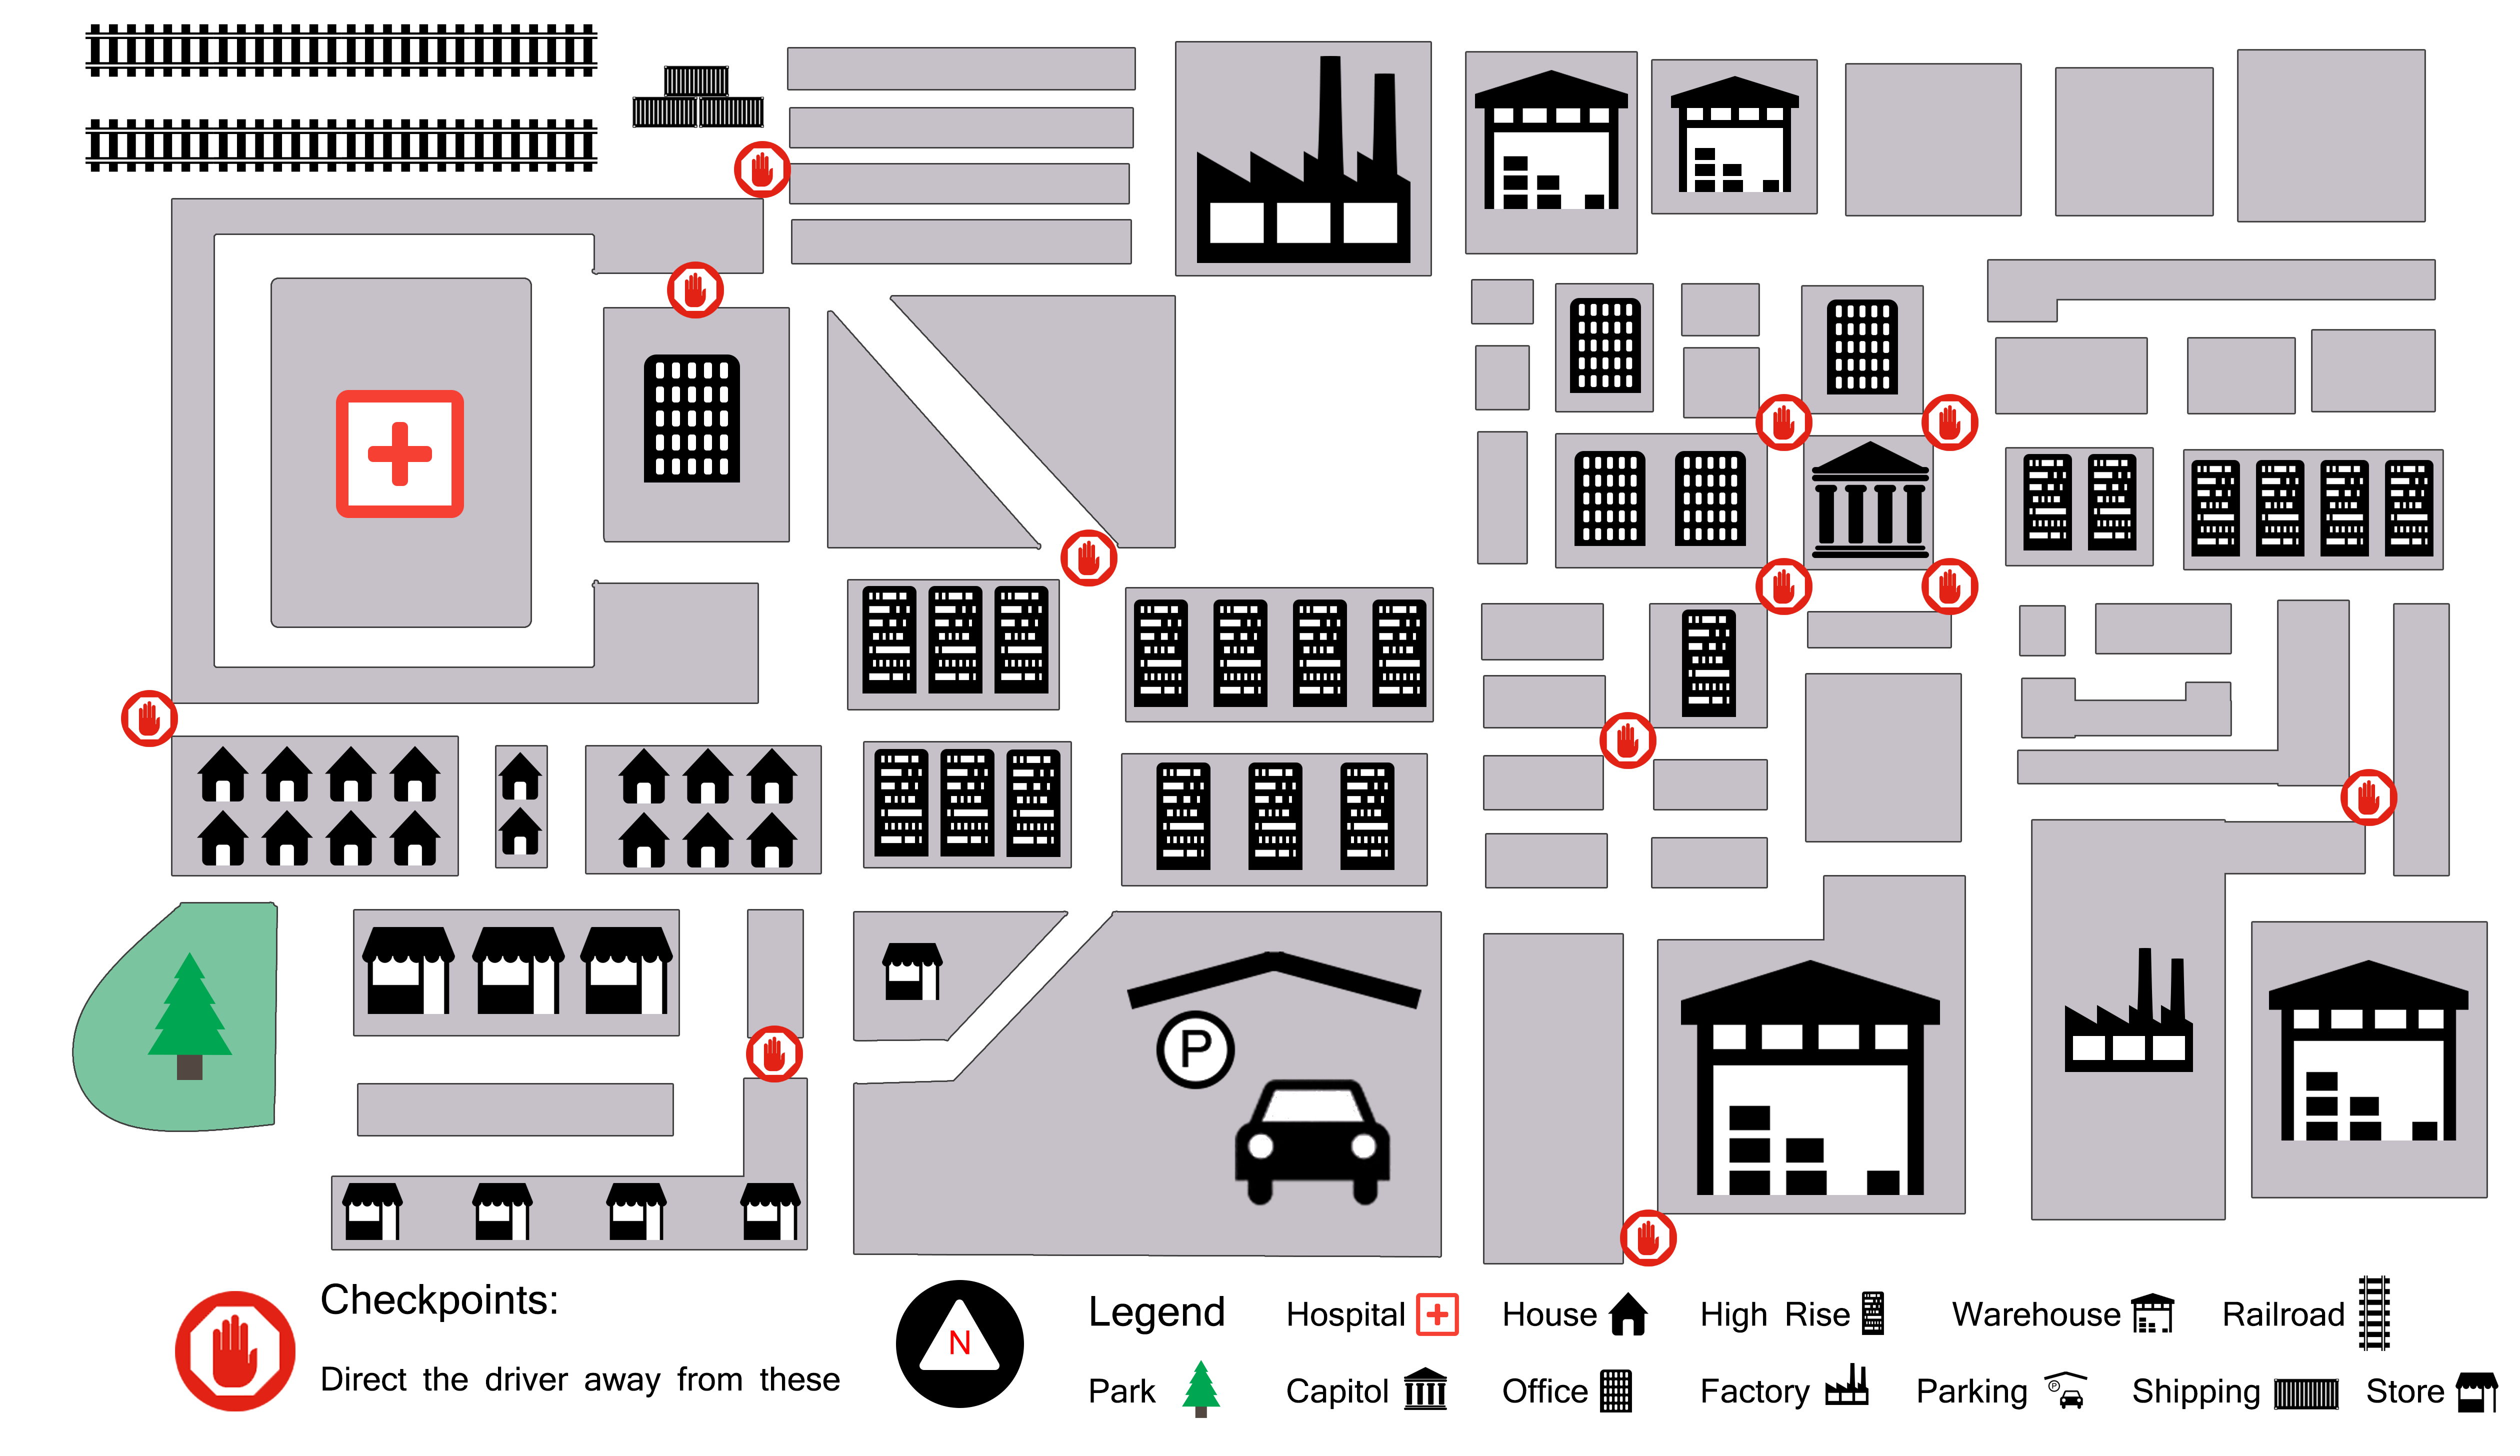 P
Checkpoints:
Direct the driver away from these
N
Legend
Hospital
House
High Rise
Warehouse
Railroad
Park
Capitol
Office
Factory
Parking
P
Shipping
Store